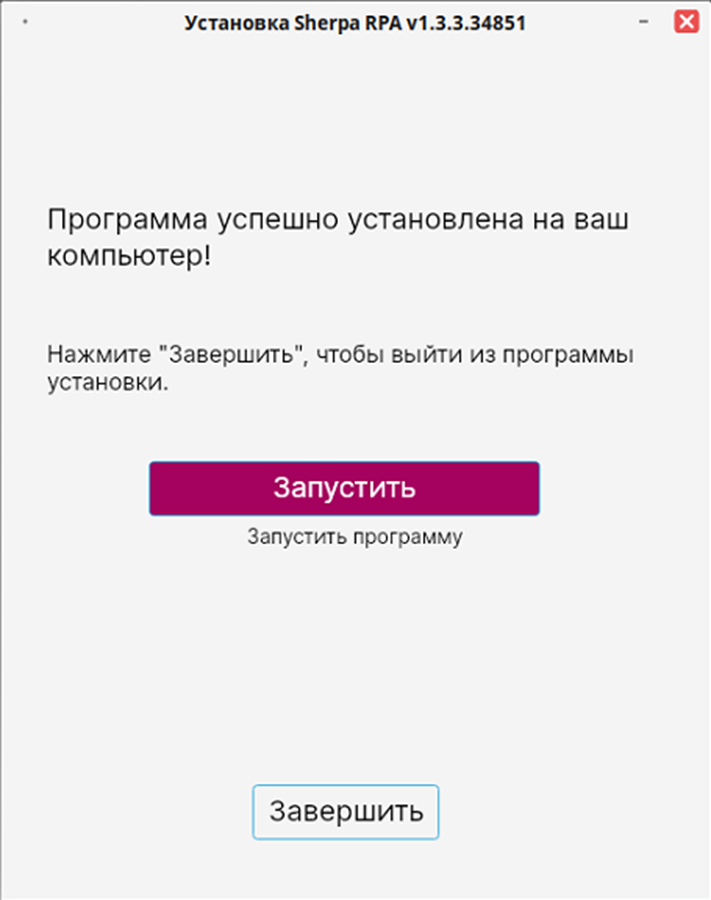 Установка Sherpa RPA v1.3.3.34851
Программа успешно установлена на ваш
компьютер!
Нажмите "Завершить", чтобы выйти из программы
установки.
Запустить
Запустить программу
Завершить